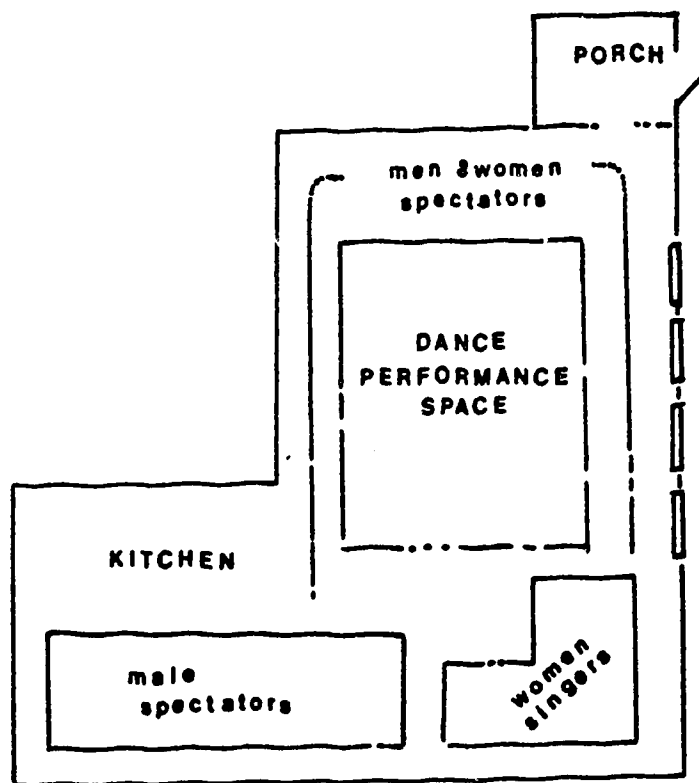 PORCH
men & women
spectators
DANCE
PERFORMANCE
SPACE
KITCHEN
male
spectators
women
singers